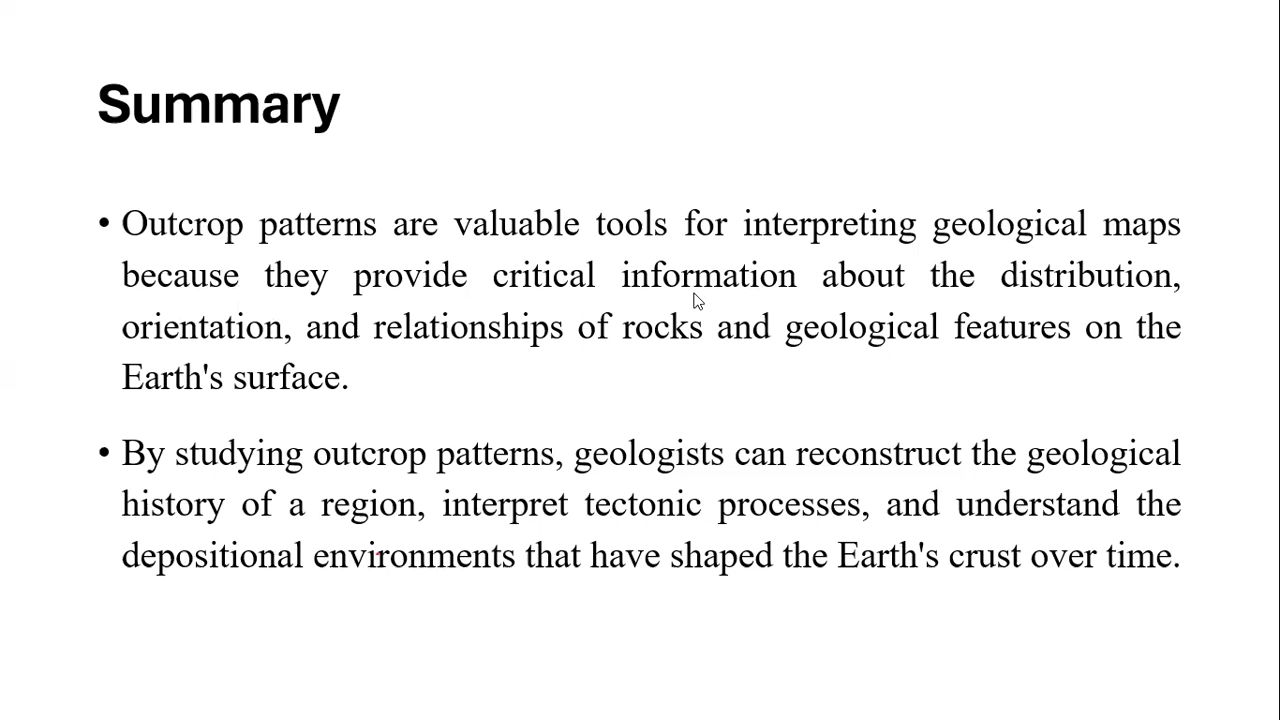 Summary
• Outcrop patterns are valuable tools for interpreting geological maps
because they provide critical information about the distribution,
orientation, and relationships of rocks and geological features on the
Earth's surface.
• By studying outcrop patterns, geologists can reconstruct the geological
history of a region, interpret tectonic processes, and understand the
depositional environments that have shaped the Earth's crust over time.